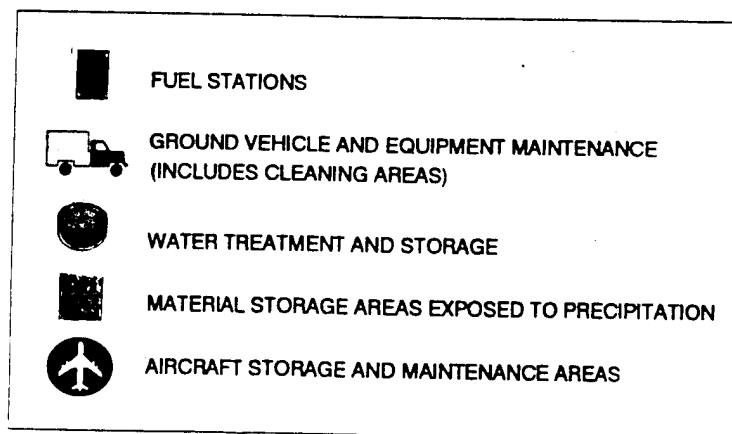 FUEL STATIONS
GROUND VEHICLE AND EQUIPMENT MAINTENANCE
(INCLUDES CLEANING AREAS)
WATER TREATMENT AND STORAGE
MATERIAL STORAGE AREAS EXPOSED TO PRECIPITATION
AIRCRAFT STORAGE AND MAINTENANCE AREAS